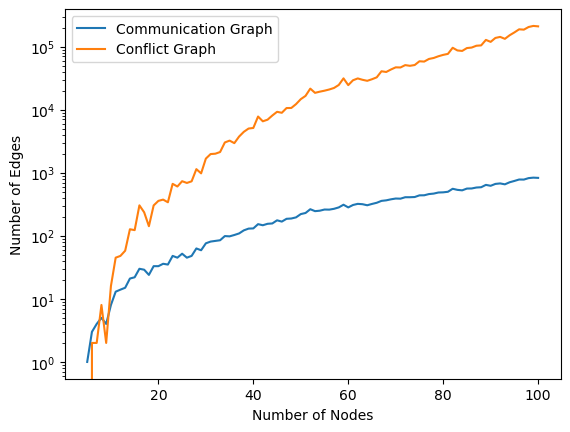 Communication Graph
Conflict Graph
Number of Edges
10^5
10^4
10^3
10^2
10^1
10^0
20 40 60 80 100
Number of Nodes